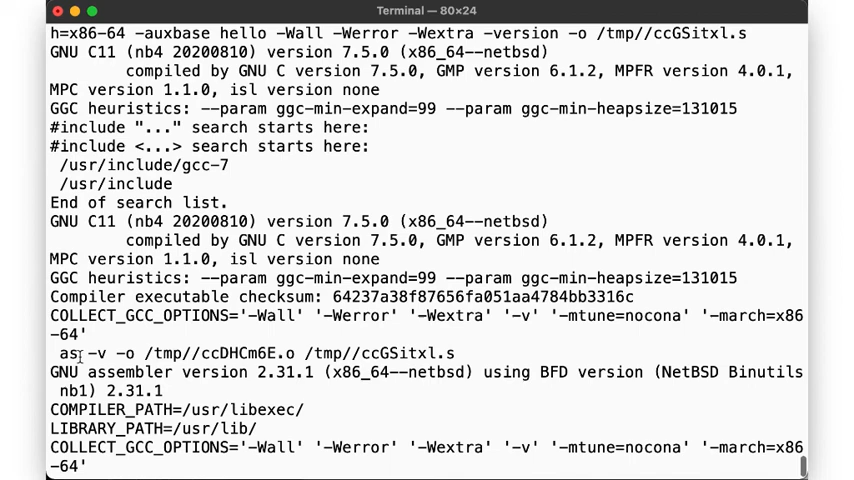 Terminal — 80×24
h=x86-64 -auxbase hello -Wall -Werror -Wextra -version -o /tmp//ccGSitxl.s
GNU C11 (nb4 20200810) version 7.5.0 (x86_64--netbsd)
compiled by GNU C version 7.5.0, GMP version 6.1.2, MPFR version 4.0.1,
MPC version 1.1.0, isl version none
GGC heuristics: --param ggc-min-expand=99 --param ggc-min-heapsize=131015
#include "..." search starts here:
#include <...> search starts here:
/usr/include/gcc-7
/usr/include
End of search list.
GNU C11 (nb4 20200810) version 7.5.0 (x86_64--netbsd)
compiled by GNU C version 7.5.0, GMP version 6.1.2, MPFR version 4.0.1,
MPC version 1.1.0, isl version none
GGC heuristics: --param ggc-min-expand=99 --param ggc-min-heapsize=131015
Compiler executable checksum: 64237a38f87656fa051aa4784bb3316c
COLLECT_GCC_OPTIONS='-Wall' '-Werror' '-Wextra' '-v' '-mtune=nocona' '-march=x86
-64'
as -v -o /tmp//ccDHCm6E.o /tmp//ccGSitxl.s
GNU assembler version 2.31.1 (x86_64--netbsd) using BFD version (NetBSD Binutils
nb1) 2.31.1
COMPILER_PATH=/usr/libexec/
LIBRARY_PATH=/usr/lib/
COLLECT_GCC_OPTIONS='-Wall' '-Werror' '-Wextra' '-v' '-mtune=nocona' '-march=x86
-64'